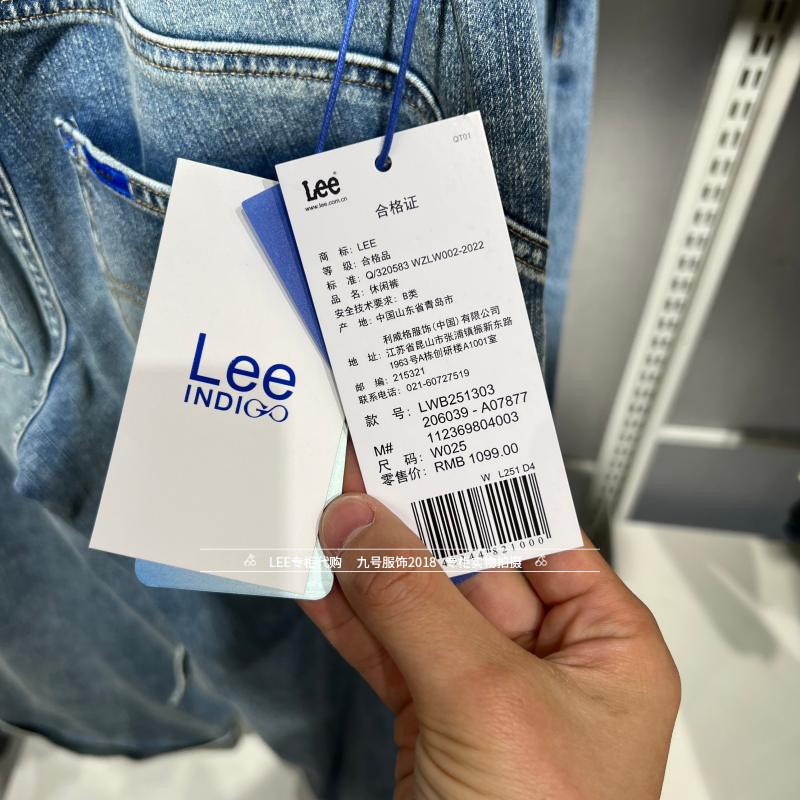 QT01
Lee
www.lee.com.cn
合格证
商 标: LEE
等 级: 合格品
标 准: Q/320583 WZLW002-2022
品 名: 休闲裤
安全技术要求: B类
产 地: 中国山东省青岛市
利威格服饰(中国)有限公司
地 址: 江苏省昆山市张浦镇振新东路
1963号A栋创研楼A1001室
邮 编: 215321
联系电话: 021-60727519
款 号: LWB251303
206039 - A07877
M# 112369804003
尺 码: W025
零售价: RMB 1099.00
W L251 D4
Lee
INDIGO
LEE专柜代购 九号服饰2018 专柜实物拍摄